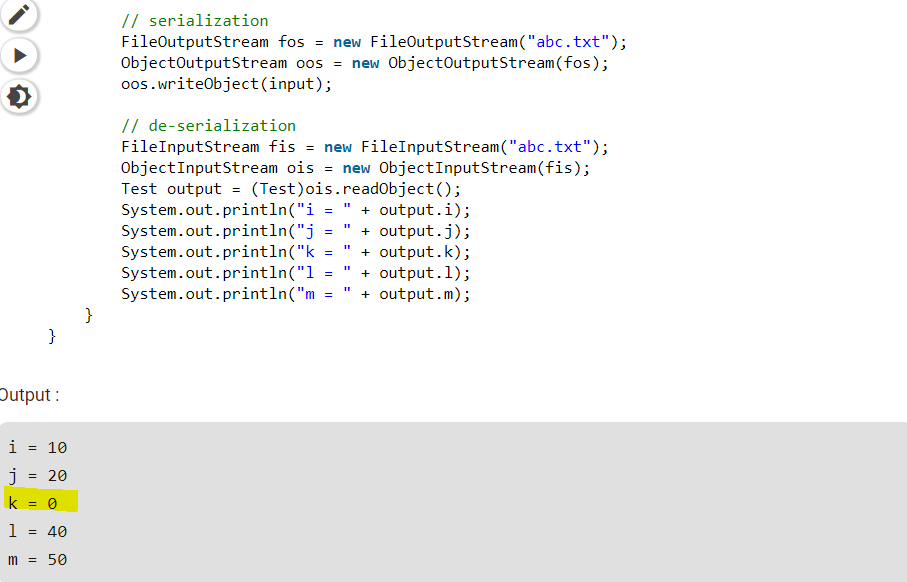 // serialization
FileOutputStream fos = new FileOutputStream("abc.txt");
ObjectOutputStream oos = new ObjectOutputStream(fos);
oos.writeObject(input);
// de-serialization
FileInputStream fis = new FileInputStream("abc.txt");
ObjectInputStream ois = new ObjectInputStream(fis);
Test output = (Test)ois.readObject();
System.out.println("i = " + output.i);
System.out.println("j = " + output.j);
System.out.println("k = " + output.k);
System.out.println("l = " + output.l);
System.out.println("m = " + output.m);
}
}
Output :
i = 10
j = 20
k = 0
l = 40
m = 50